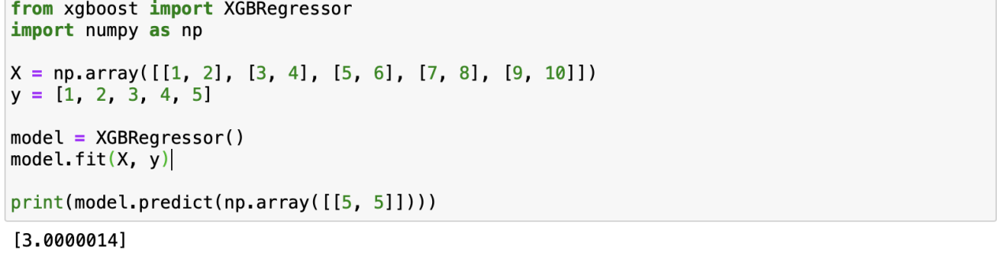 from xgboost import XGBRegressor
import numpy as np
X = np.array([[1, 2], [3, 4], [5, 6], [7, 8], [9, 10]])
y = [1, 2, 3, 4, 5]
model = XGBRegressor()
model.fit(X, y)
print(model.predict(np.array([[5, 5]])))
[3.0000014]